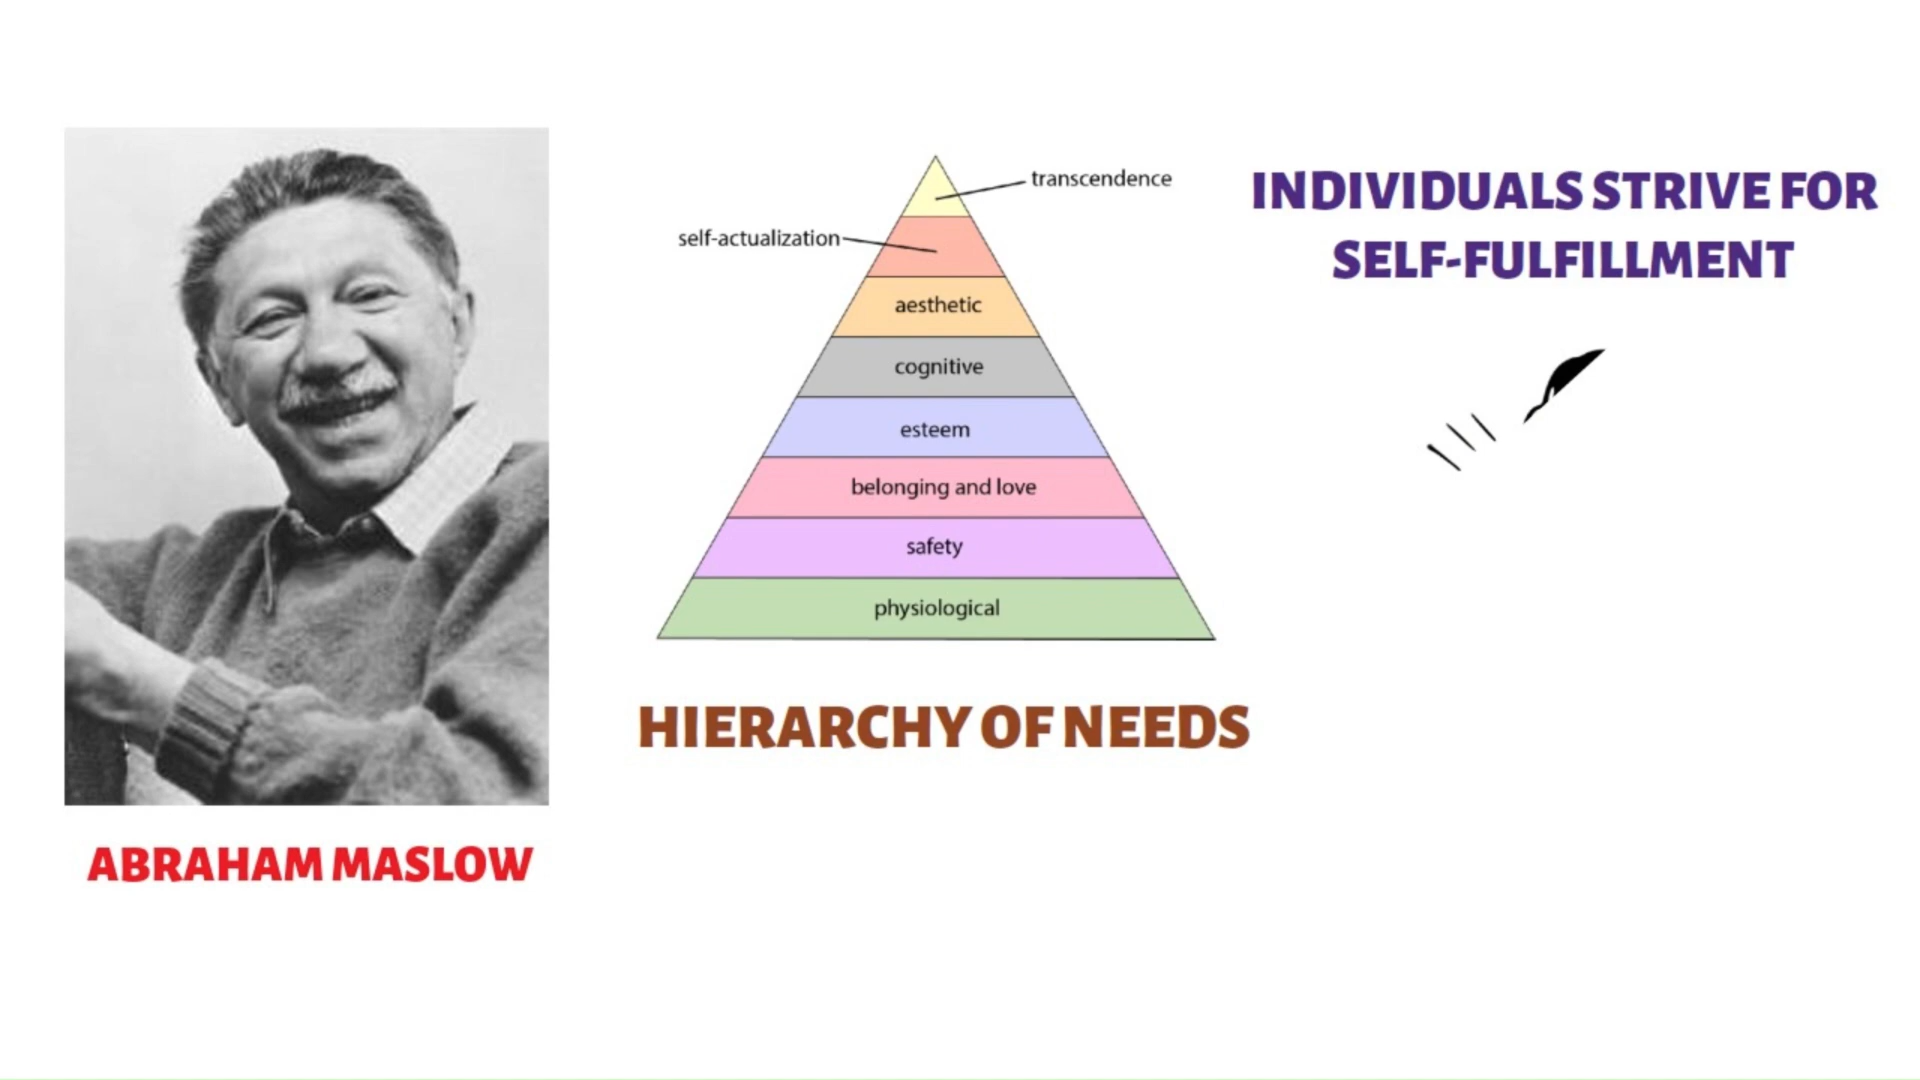 ABRAHAM MASLOW
transcendence
self-actualization
aesthetic
cognitive
esteem
belonging and love
safety
physiological
HIERARCHY OF NEEDS
INDIVIDUALS STRIVE FOR
SELF-FULFILLMENT